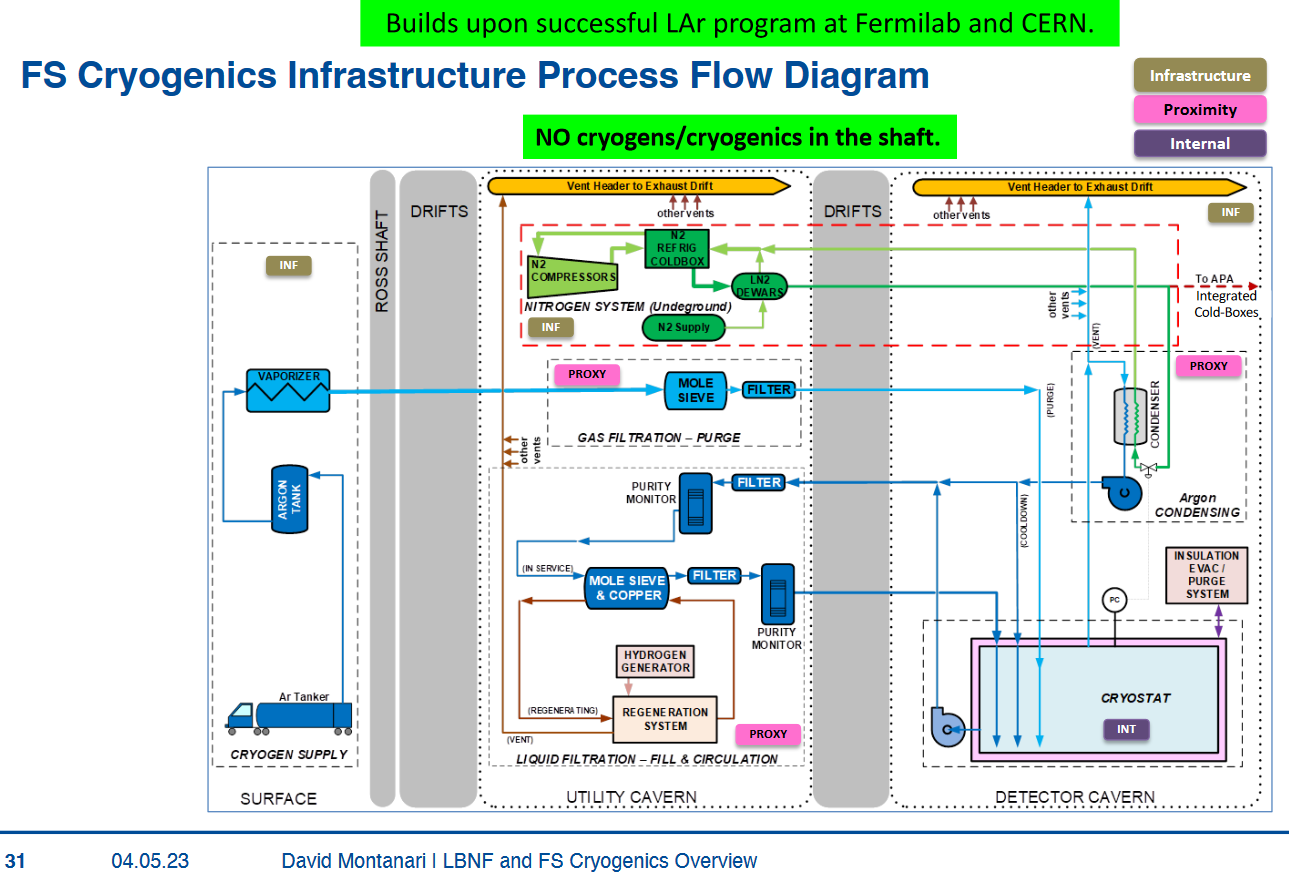 Builds upon successful LAr program at Fermilab and CERN.
FS Cryogenics Infrastructure Process Flow Diagram
Infrastructure
Proximity
Internal
NO cryogens/cryogenics in the shaft.
Vent Header to Exhaust Drift
Vent Header to Exhaust Drift
ROSS SHAFT
DRIFTS
DRIFTS
other vents
other vents
INF
INF
N2
REFRIG
COLDBOX
N2
COMPRESSORS
LN2
DEWARS
NITROGEN SYSTEM (Undeground)
INF
N2 Supply
To APA
Integrated
Cold-Boxes
other
vents
(VENT)
VAPORIZER
PROXY
MOLE
SIEVE
FILTER
GAS FILTRATION – PURGE
(PURGE)
PROXY
CONDENSER
C
Argon
CONDENSING
other
vents
ARGON
TANK
PURITY
MONITOR
FILTER
(COOLDOWN)
(IN SERVICE)
MOLE SIEVE
& COPPER
FILTER
PURITY
MONITOR
INSULATION
EVAC /
PURGE
SYSTEM
PC
HYDROGEN
GENERATOR
(REGENERATING)
REGENERATION
SYSTEM
(VENT)
PROXY
LIQUID FILTRATION – FILL & CIRCULATION
Ar Tanker
CRYOGEN SUPPLY
C
CRYOSTAT
INT
SURFACE
UTILITY CAVERN
DETECTOR CAVERN
31
04.05.23
David Montanari | LBNF and FS Cryogenics Overview